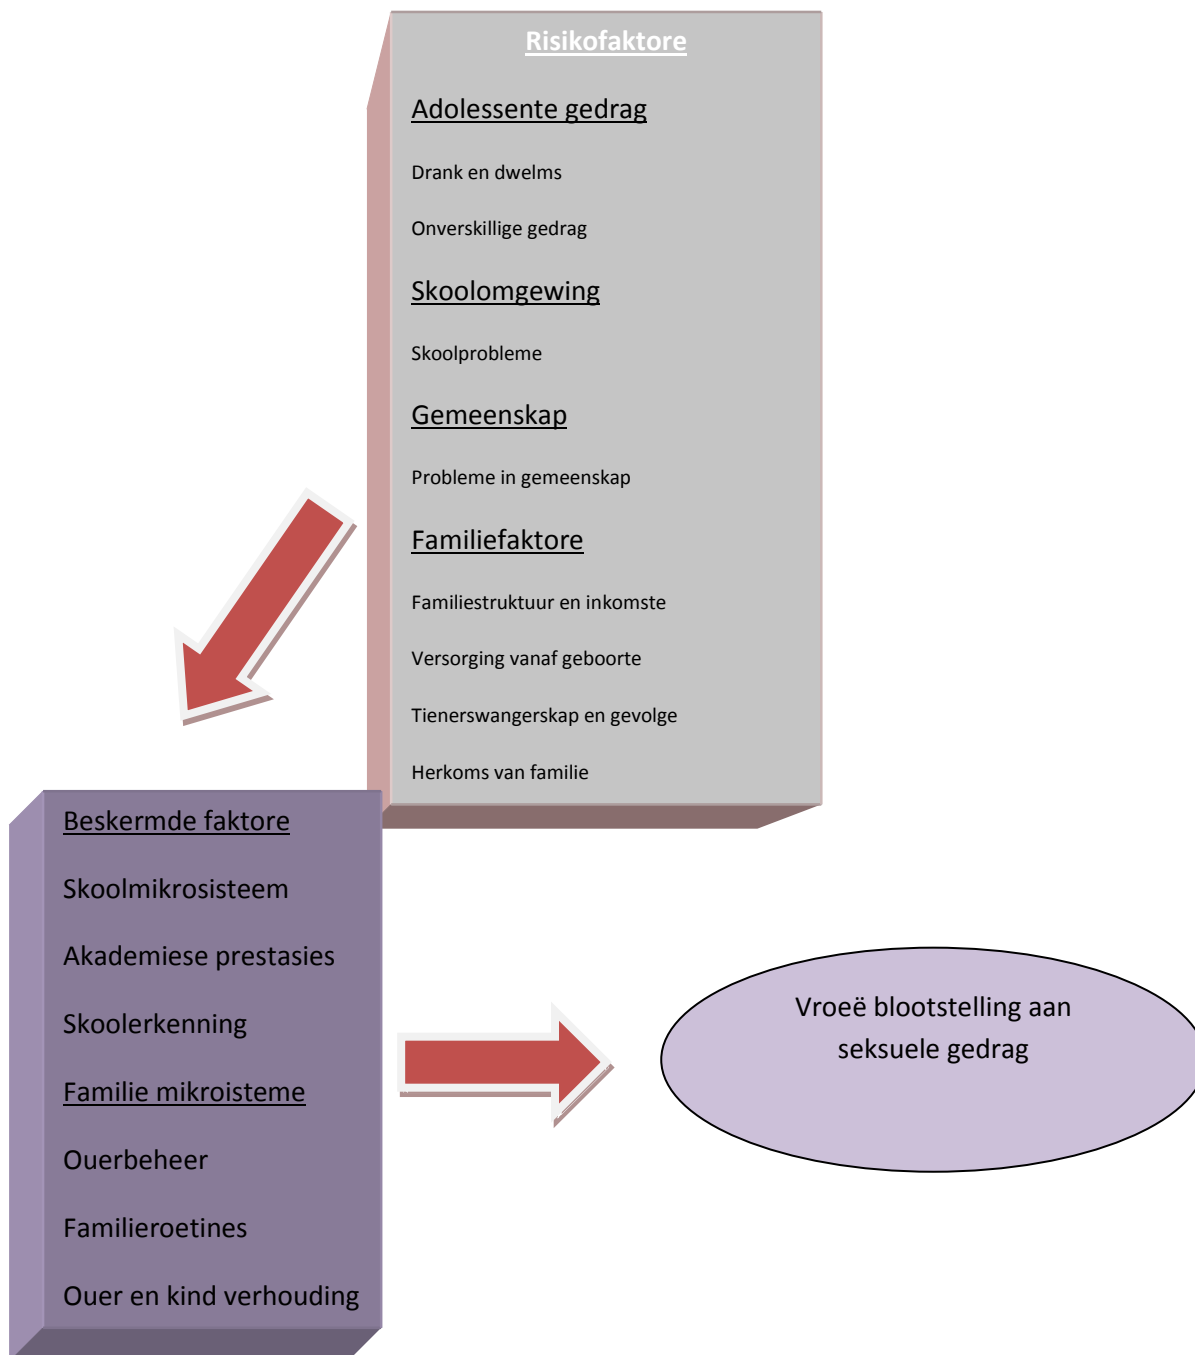 Risikofaktore
Adolessente gedrag
Drank en dwelms
Onverskillige gedrag
Skoolomgewing
Skoolprobleme
Gemeenskap
Probleme in gemeenskap
Familiefaktore
Familiestruktuur en inkomste
Versorging vanaf geboorte
Tienerswangerskap en gevolge
Herkoms van familie
Beskermde faktore
Skoolmikrosisteem
Akademiese prestasies
Skoolerkenning
Familie mikroisteme
Ouerbeheer
Familieroetines
Ouer en kind verhouding
Vroeë blootstelling aan
seksuele gedrag